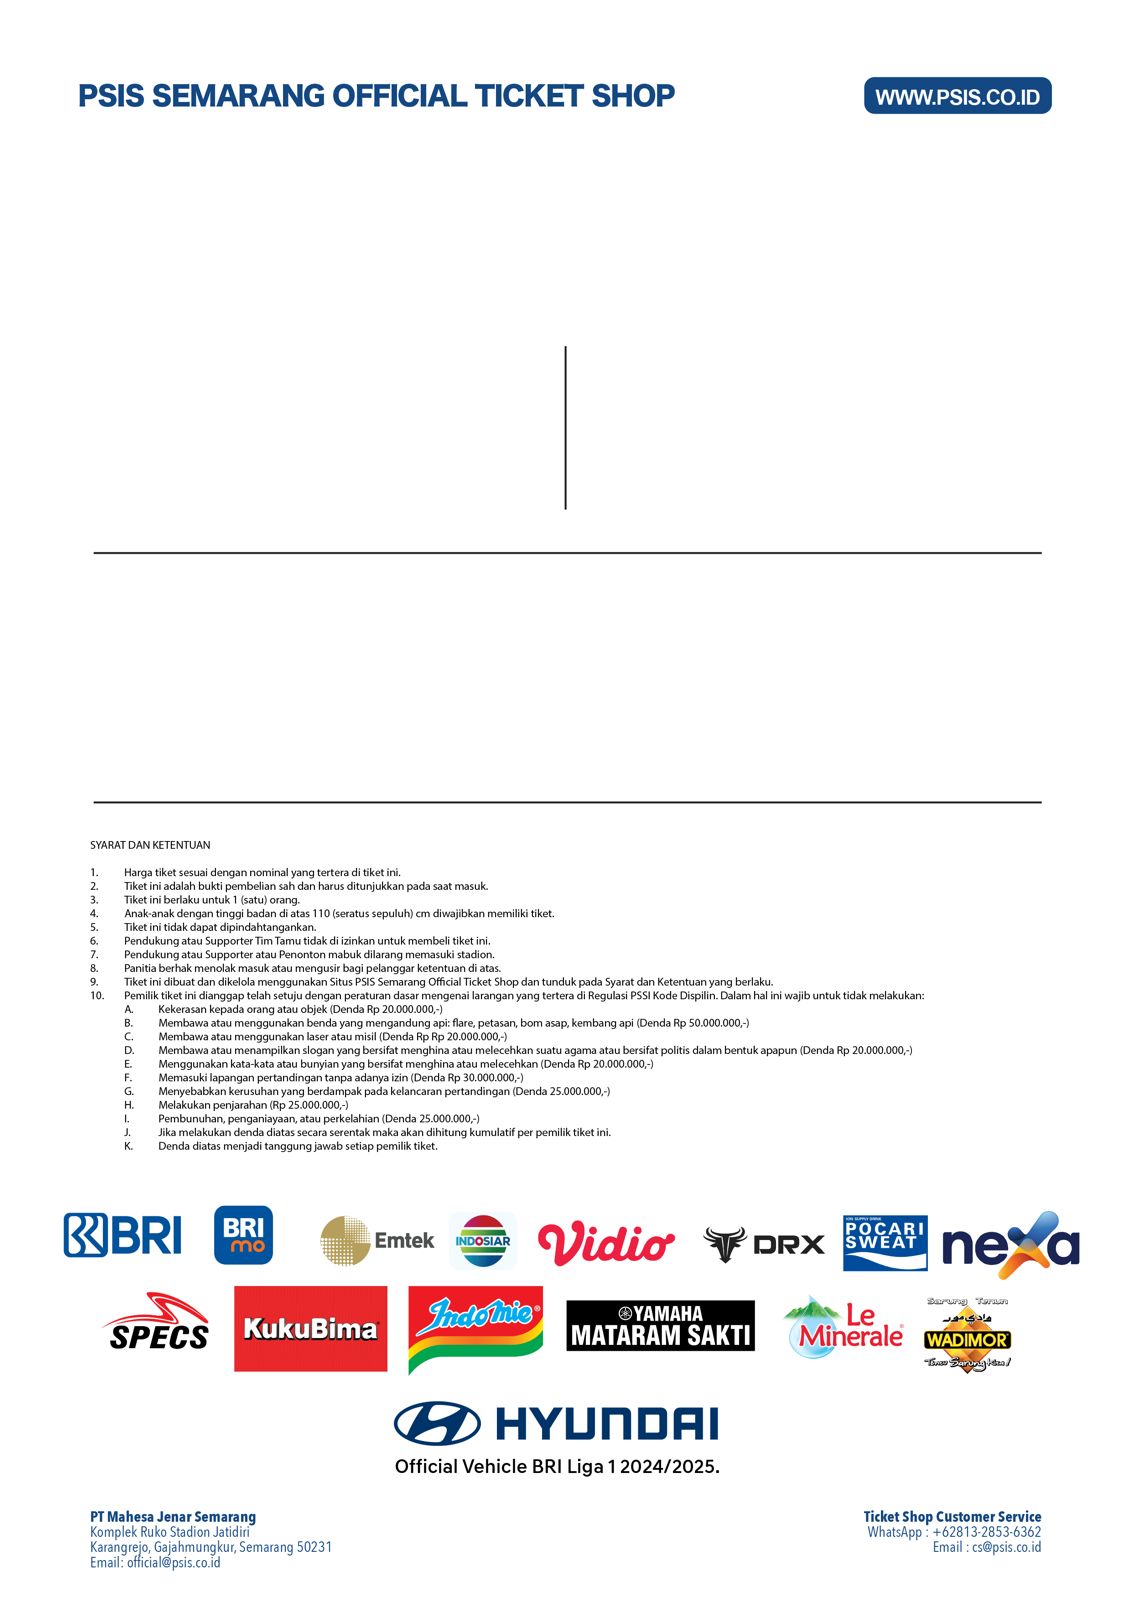 PSIS SEMARANG OFFICIAL TICKET SHOP
WWW.PSIS.CO.ID
SYARAT DAN KETENTUAN
1. Harga tiket sesuai dengan nominal yang tertera di tiket ini.
2. Tiket ini adalah bukti pembelian sah dan harus ditunjukkan pada saat masuk.
3. Tiket ini berlaku untuk 1 (satu) orang.
4. Anak-anak dengan tinggi badan di atas 110 (seratus sepuluh) cm diwajibkan memiliki tiket.
5. Tiket ini tidak dapat dipindahtangankan.
6. Pendukung atau Supporter Tim Tamu tidak di izinkan untuk membeli tiket ini.
7. Pendukung atau Supporter atau Penonton mabuk dilarang memasuki stadion.
8. Panitia berhak menolak masuk atau mengusir bagi pelanggar ketentuan di atas.
9. Tiket ini dibuat dan dikelola menggunakan Situs PSIS Semarang Official Ticket Shop dan tunduk pada Syarat dan Ketentuan yang berlaku.
10. Pemilik tiket ini dianggap telah setuju dengan peraturan dasar mengenai larangan yang tertera di Regulasi PSSI Kode Dispilin. Dalam hal ini wajib untuk tidak melakukan:
A. Kekerasan kepada orang atau objek (Denda Rp 20.000.000,-)
B. Membawa atau menggunakan benda yang mengandung api: flare, petasan, bom asap, kembang api (Denda Rp 50.000.000,-)
C. Membawa atau menggunakan laser atau misil (Denda Rp Rp 20.000.000,-)
D. Membawa atau menampilkan slogan yang bersifat menghina atau melecehkan suatu agama atau bersifat politis dalam bentuk apapun (Denda Rp 20.000.000,-)
E. Menggunakan kata-kata atau bunyian yang bersifat menghina atau melecehkan (Denda Rp 20.000.000,-)
F. Memasuki lapangan pertandingan tanpa adanya izin (Denda Rp 30.000.000,-)
G. Menyebabkan kerusuhan yang berdampak pada kelancaran pertandingan (Denda 25.000.000,-)
H. Melakukan penjarahan (Rp 25.000.000,-)
I. Pembunuhan, penganiayaan, atau perkelahian (Denda 25.000.000,-)
J. Jika melakukan denda diatas secara serentak maka akan dihitung kumulatif per pemilik tiket ini.
K. Denda diatas menjadi tanggung jawab setiap pemilik tiket.
BRI
BRI
mo
Emtek
INDOSIAR
Vidio
DRX
ION SUPPLY DRINK
POCARI
SWEAT
nexa
SPECS
KukuBima
Indomie®
YAMAHA
MATARAM SAKTI
Le
Minerale®
Sarung Tenun
وادي مور
WADIMOR
Tenun Sarung Kita!
HYUNDAI
Official Vehicle BRI Liga 1 2024/2025.
PT Mahesa Jenar Semarang
Komplek Ruko Stadion Jatidiri
Karangrejo, Gajahmungkur, Semarang 50231
Email: official@psis.co.id
Ticket Shop Customer Service
WhatsApp : +62813-2853-6362
Email : cs@psis.co.id